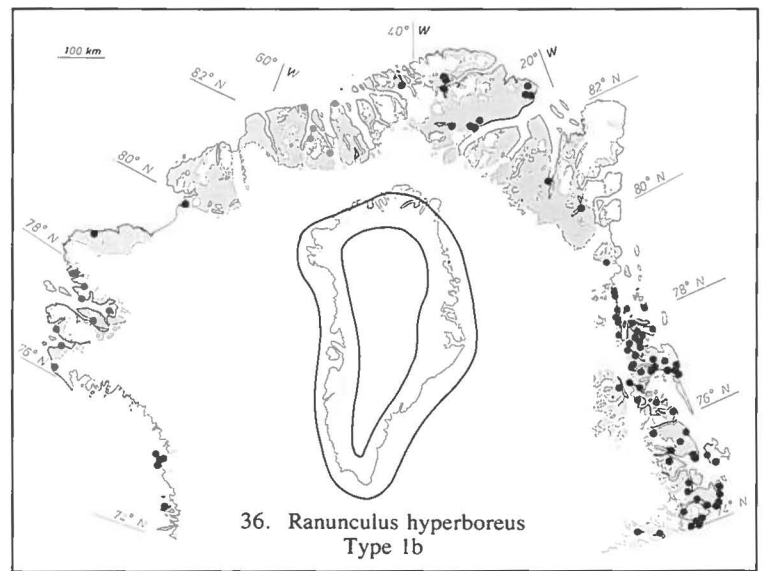 100 km
40° W
60° W
20° W
82° N
82° N
80° N
80° N
78° N
78° N
76° N
76° N
36. Ranunculus hyperboreus
Type 1b